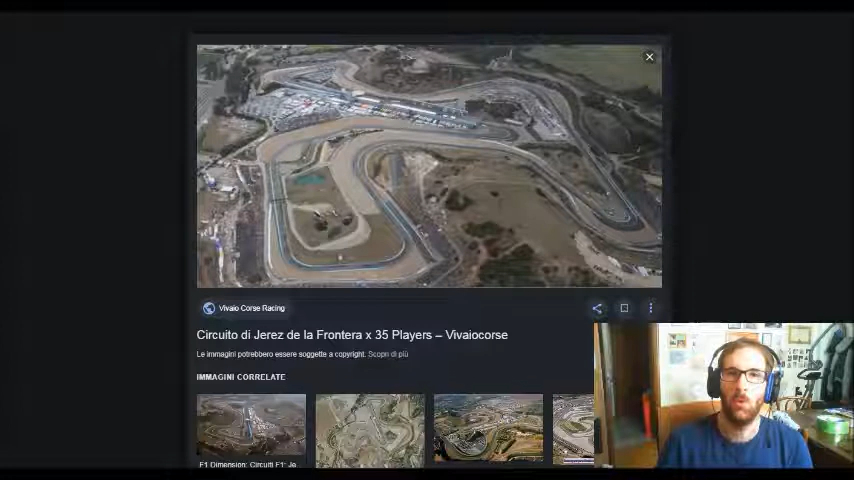 Vivaio Corse Racing
Circuito di Jerez de la Frontera x 35 Players – Vivaiocorse
Le immagini potrebbero essere soggette a copyright. Scopri di più
IMMAGINI CORRELATE
F1 Dimension: Circuiti F1: Je